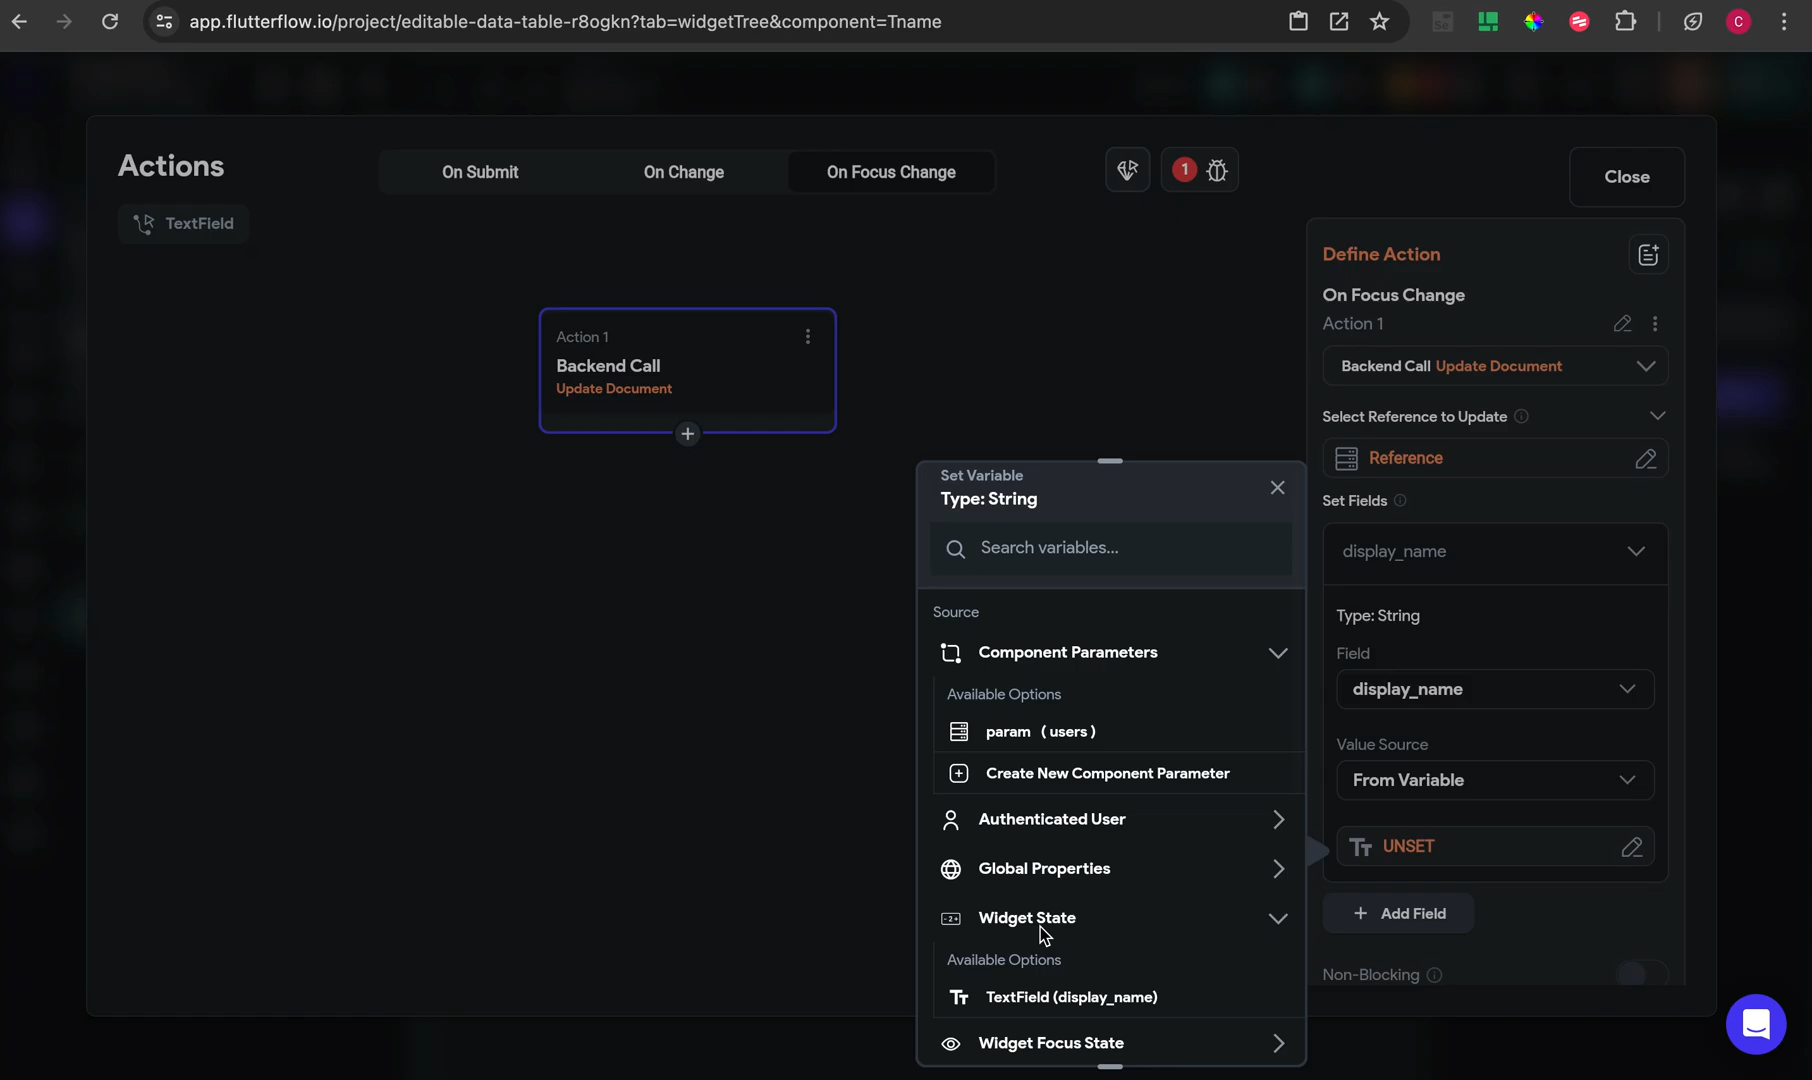 app.flutterflow.io/project/editable-data-table-r8ogkn?tab=widgetTree&component=Tname
C
Actions
On Submit
On Change
On Focus Change
1
Close
TextField
Define Action
On Focus Change
Action 1
Backend Call Update Document
Select Reference to Update
Reference
Set Fields
display_name
Type: String
Field
display_name
Value Source
From Variable
UNSET
+ Add Field
Non-Blocking
Action 1
Backend Call
Update Document
+
Set Variable
Type: String
Search variables...
Source
Component Parameters
Available Options
param ( users )
Create New Component Parameter
Authenticated User
Global Properties
Widget State
Available Options
TextField (display_name)
Widget Focus State